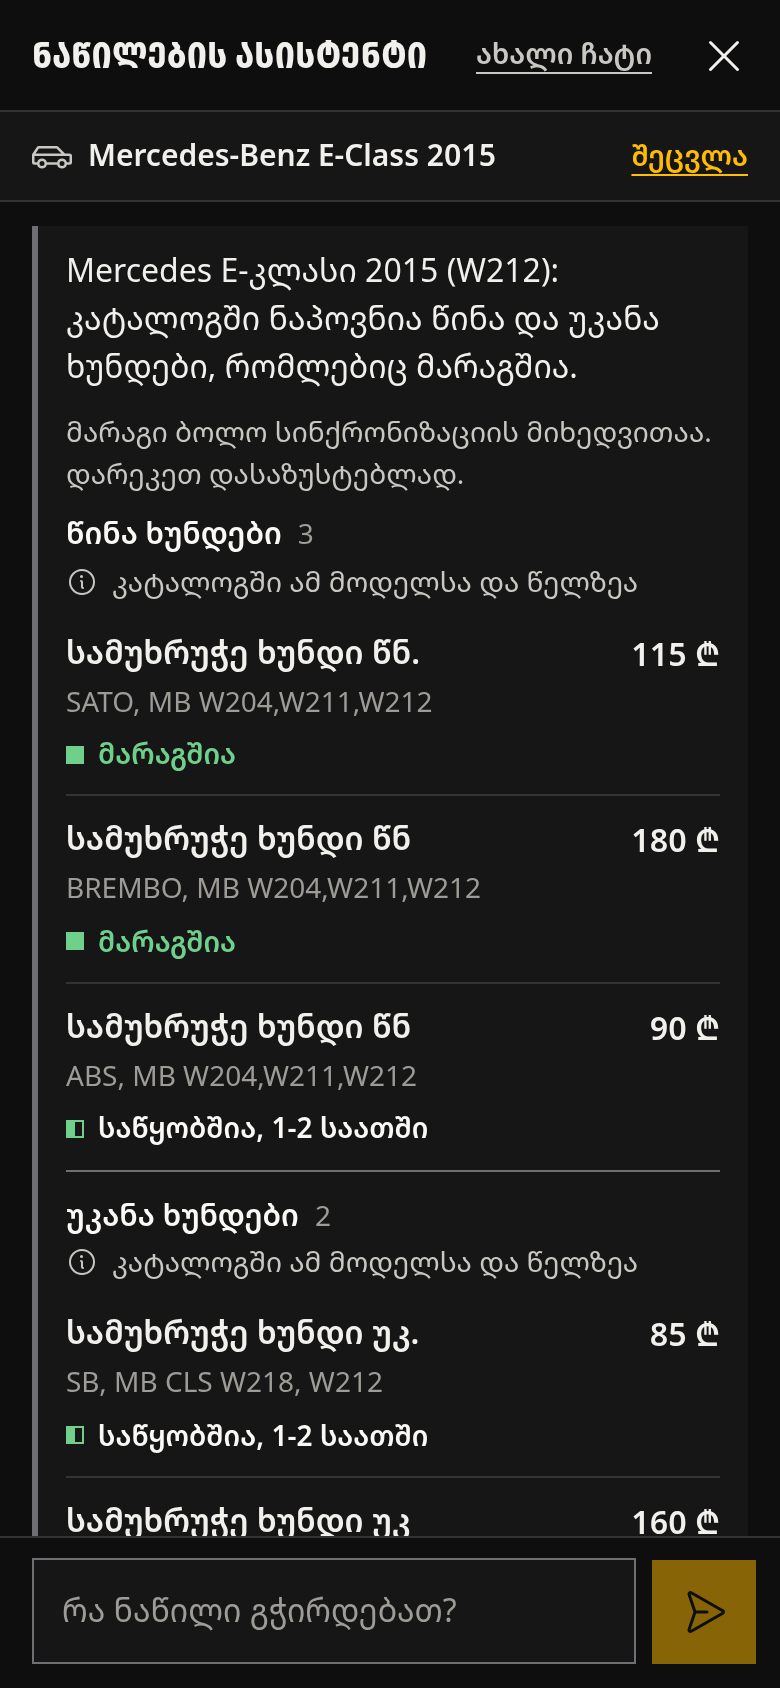 ნაწილების ასისტენტი
ახალი ჩატი
Mercedes-Benz E-Class 2015
შეცვლა
Mercedes E-კლასი 2015 (W212):
კატალოგში ნაპოვნია წინა და უკანა
ხუნდები, რომლებიც მარაგშია.
მარაგი ბოლო სინქრონიზაციის მიხედვითაა.
დარეკეთ დასაზუსტებლად.
წინა ხუნდები 3
კატალოგში ამ მოდელსა და წელზეა
სამუხრუჭე ხუნდი წნ. 115 ₾
SATO, MB W204,W211,W212
მარაგშია
სამუხრუჭე ხუნდი წნ 180 ₾
BREMBO, MB W204,W211,W212
მარაგშია
სამუხრუჭე ხუნდი წნ 90 ₾
ABS, MB W204,W211,W212
საწყობშია, 1-2 საათში
უკანა ხუნდები 2
კატალოგში ამ მოდელსა და წელზეა
სამუხრუჭე ხუნდი უკ. 85 ₾
SB, MB CLS W218, W212
საწყობშია, 1-2 საათში
სამუხრუჭე ხუნდი უკ 160 ₾
რა ნაწილი გჭირდებათ?